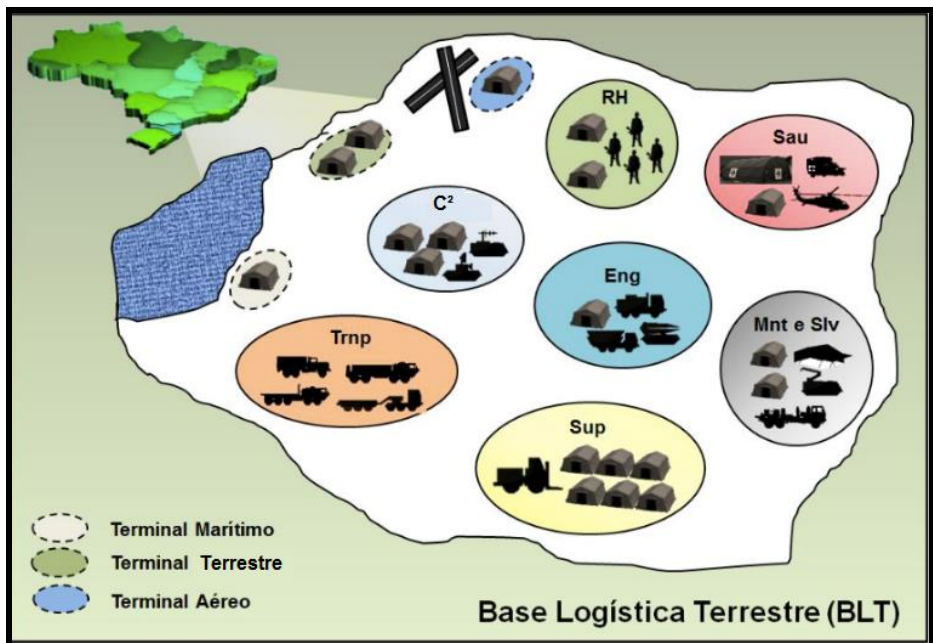 RH
Sau
C²
Eng
Mnt e Slv
Trnp
Sup
Terminal Marítimo
Terminal Terrestre
Terminal Aéreo
Base Logística Terrestre (BLT)